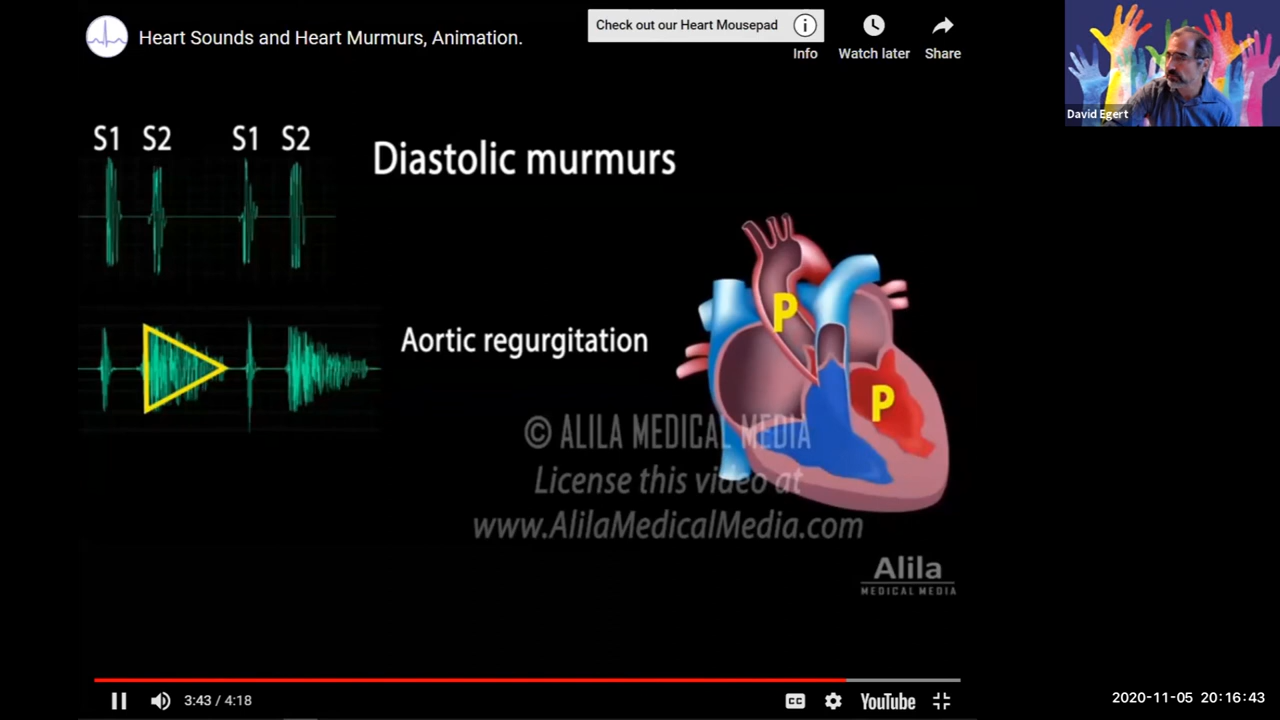 Heart Sounds and Heart Murmurs, Animation.
Check out our Heart Mousepad
Info
Watch later
Share
David Egert
S1 S2 S1 S2
Diastolic murmurs
P
Aortic regurgitation
P
© ALILA MEDICAL MEDIA
License this video at
www.AlilaMedicalMedia.com
Alila
MEDICAL MEDIA
3:43 / 4:18
CC
YouTube
2020-11-05 20:16:43